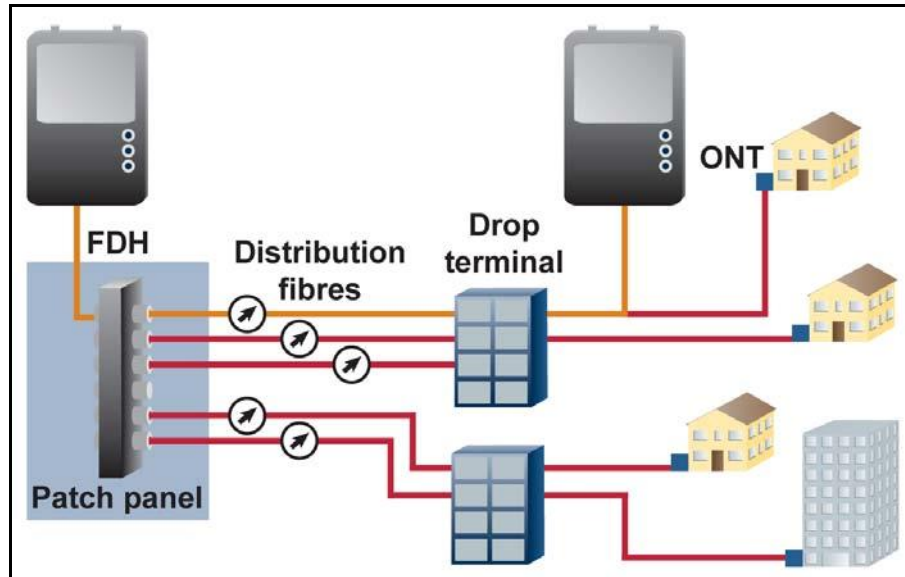 ONT
FDH
Distribution
fibres
Drop
terminal
Patch panel